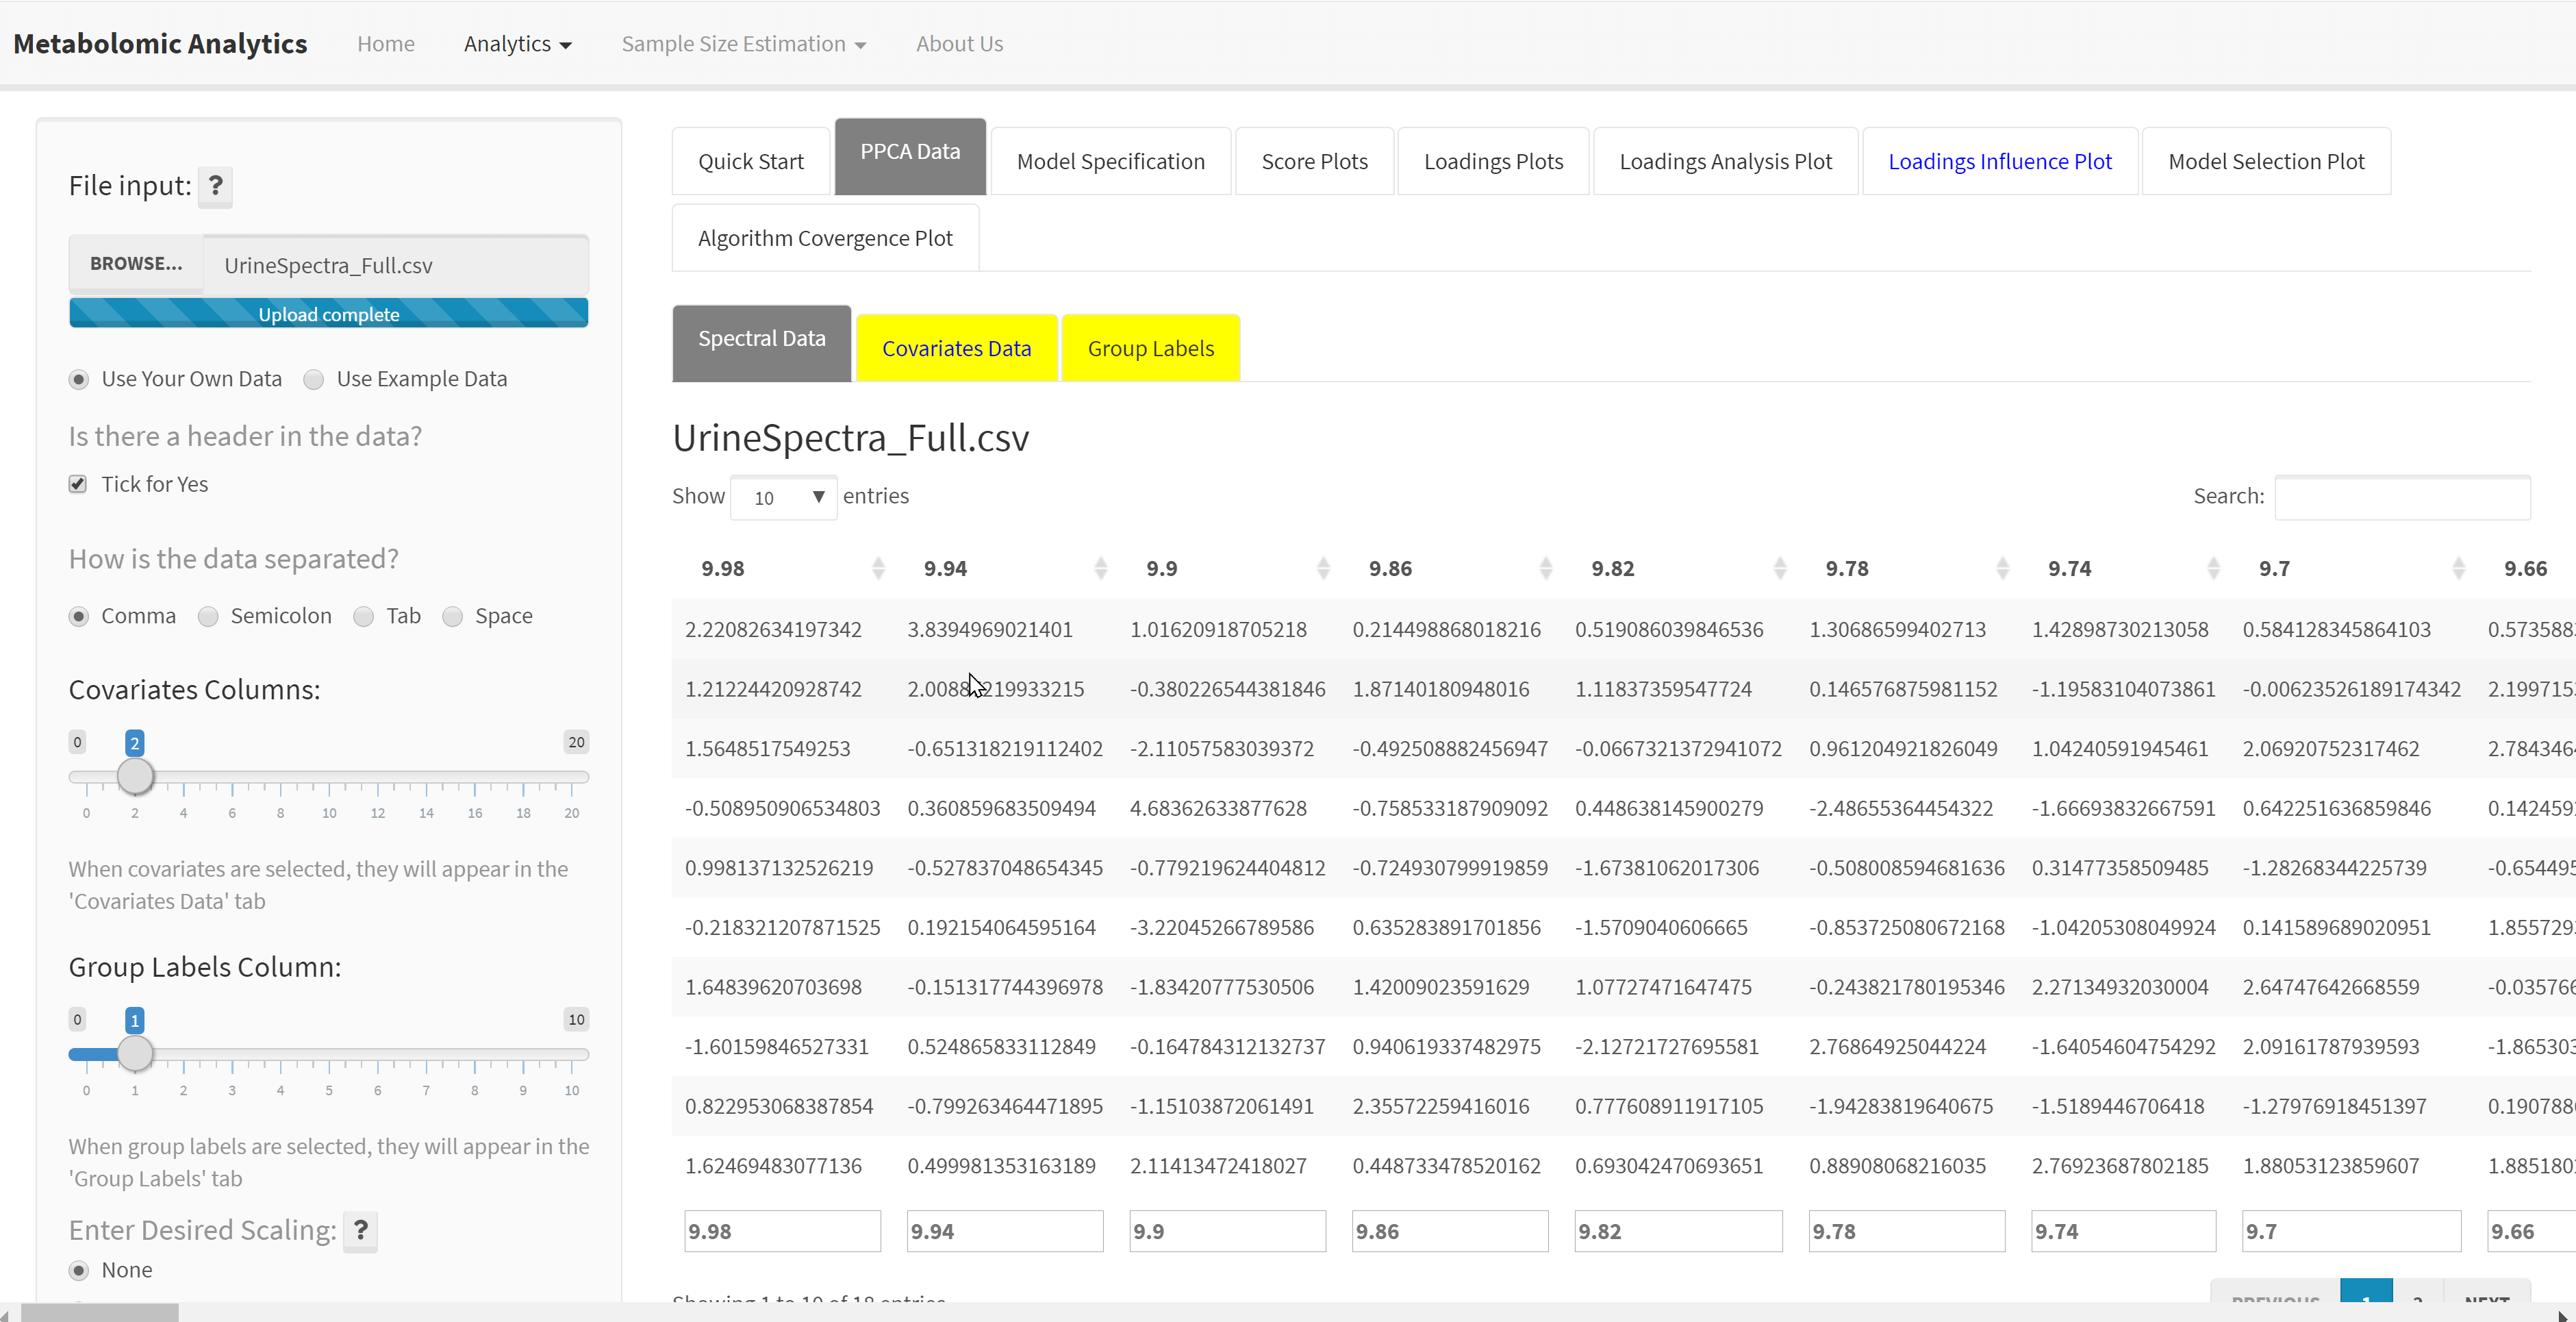 Metabolomic Analytics Home Analytics Sample Size Estimation About Us
File input: ?
BROWSE... UrineSpectra_Full.csv
Upload complete
Use Your Own Data Use Example Data
Is there a header in the data?
Tick for Yes
How is the data separated?
Comma Semicolon Tab Space
Covariates Columns:
0 2 20
0 2 4 6 8 10 12 14 16 18 20
When covariates are selected, they will appear in the
'Covariates Data' tab
Group Labels Column:
0 1 10
0 1 2 3 4 5 6 7 8 9 10
When group labels are selected, they will appear in the
'Group Labels' tab
Enter Desired Scaling: ?
None
Quick Start PPCA Data Model Specification Score Plots Loadings Plots Loadings Analysis Plot Loadings Influence Plot Model Selection Plot
Algorithm Covergence Plot
Spectral Data Covariates Data Group Labels
UrineSpectra_Full.csv
Show 10 entries Search:
9.98 9.94 9.9 9.86 9.82 9.78 9.74 9.7 9.66
2.22082634197342 3.8394969021401 1.01620918705218 0.214498868018216 0.519086039846536 1.30686599402713 1.42898730213058 0.584128345864103 0.573588
1.21224420928742 -0.380226544381846 1.87140180948016 1.11837359547724 0.146576875981152 -1.19583104073861 -0.00623526189174342 2.199715
1.5648517549253 -0.651318219112402 -2.11057583039372 -0.492508882456947 -0.0667321372941072 0.961204921826049 1.04240591945461 2.06920752317462 2.784346
-0.508950906534803 0.360859683509494 4.68362633877628 -0.758533187909092 0.448638145900279 -2.48655364454322 -1.66693832667591 0.642251636859846 0.142459
0.998137132526219 -0.527837048654345 -0.779219624404812 -0.724930799919859 -1.67381062017306 -0.508008594681636 0.31477358509485 -1.28268344225739 -0.654495
-0.218321207871525 0.192154064595164 -3.22045266789586 0.635283891701856 -1.5709040606665 -0.853725080672168 -1.04205308049924 0.141589689020951 1.855729
1.64839620703698 -0.151317744396978 -1.83420777530506 1.42009023591629 1.07727471647475 -0.243821780195346 2.27134932030004 2.64747642668559 -0.035766
-1.60159846527331 0.524865833112849 -0.164784312132737 0.940619337482975 -2.12721727695581 2.76864925044224 -1.64054604754292 2.09161787939593 -1.865303
0.822953068387854 -0.799263464471895 -1.15103872061491 2.35572259416016 0.777608911917105 -1.94283819640675 -1.5189446706418 -1.27976918451397 0.190788
1.62469483077136 0.499981353163189 2.11413472418027 0.448733478520162 0.693042470693651 0.88908068216035 2.76923687802185 1.88053123859607 1.885180
9.98 9.94 9.9 9.86 9.82 9.78 9.74 9.7 9.66
Showing 1 to 10 of 18 entries PREVIOUS 1 2 NEXT